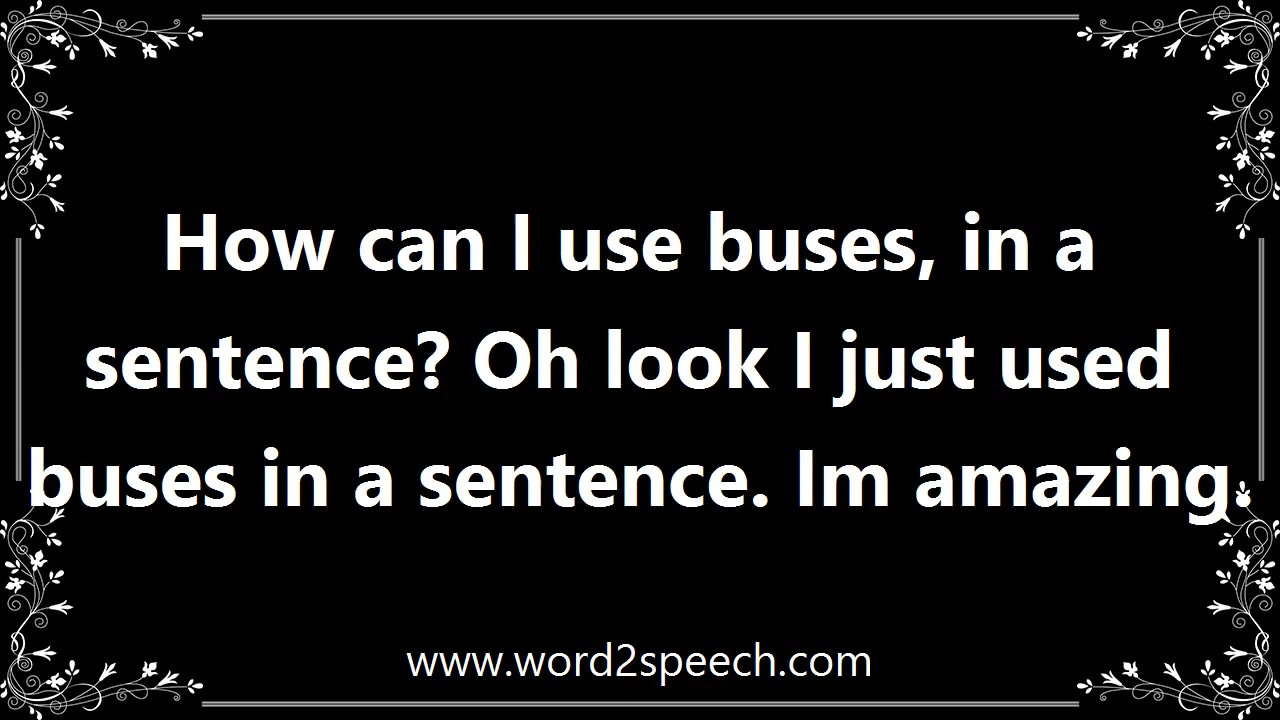 How can I use buses, in a
sentence? Oh look I just used
buses in a sentence. Im amazing.
www.word2speech.com